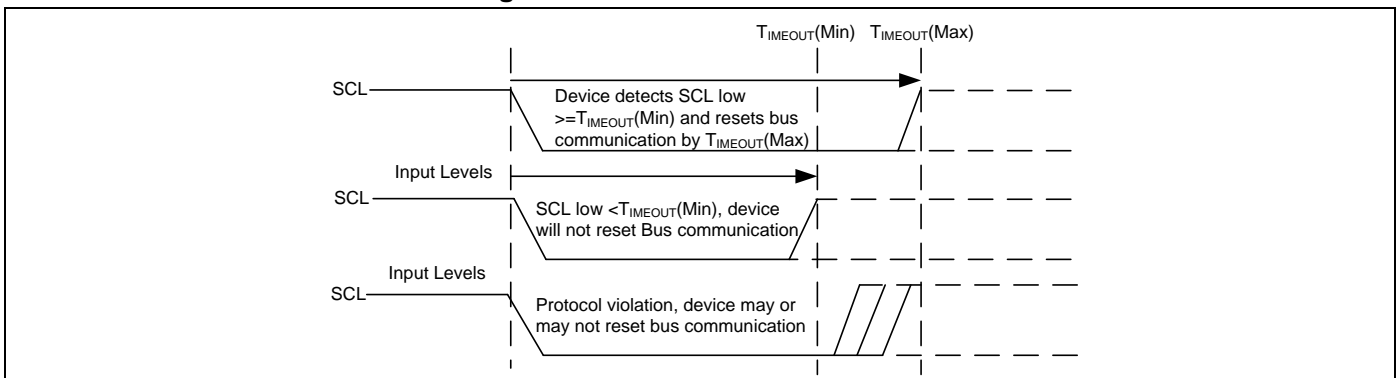 TIMEOUT(Min) TIMEOUT(Max)
SCL
Device detects SCL low
>=TIMEOUT(Min) and resets bus
communication by TIMEOUT(Max)
Input Levels
SCL
SCL low <TIMEOUT(Min), device
will not reset Bus communication
Input Levels
SCL
Protocol violation, device may or
may not reset bus communication